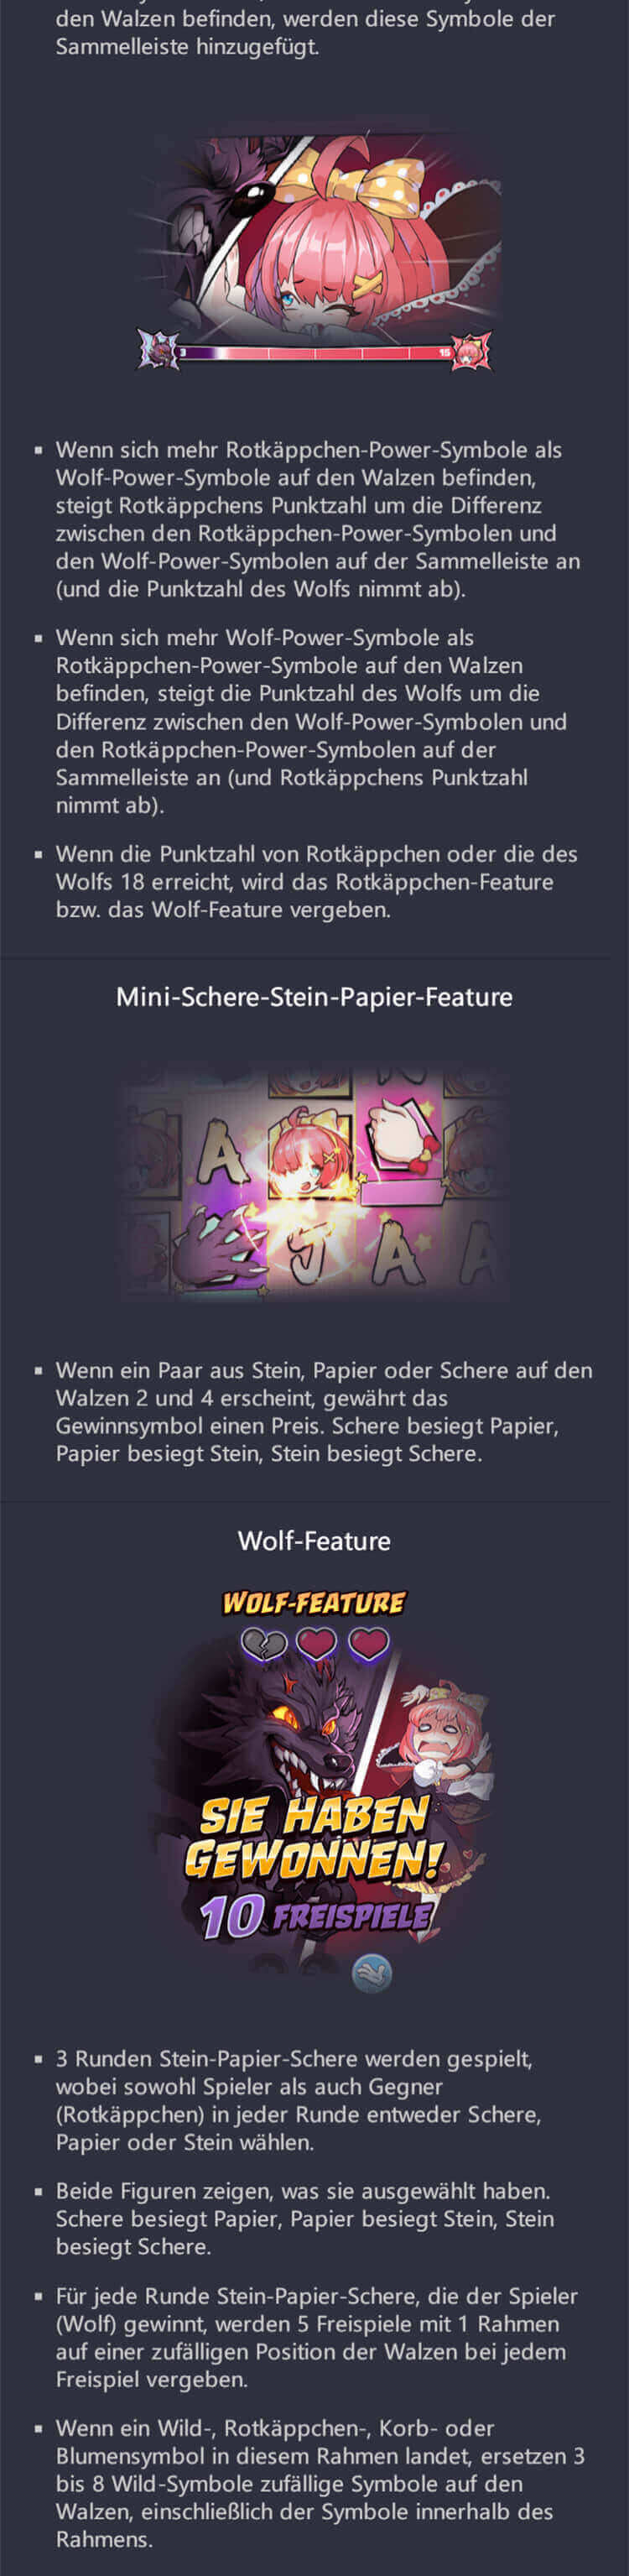 den Walzen befinden, werden diese Symbole der
Sammelleiste hinzugefügt.
3
15
Wenn sich mehr Rotkäppchen-Power-Symbole als
Wolf-Power-Symbole auf den Walzen befinden,
steigt Rotkäppchens Punktzahl um die Differenz
zwischen den Rotkäppchen-Power-Symbolen und
den Wolf-Power-Symbolen auf der Sammelleiste an
(und die Punktzahl des Wolfs nimmt ab).
Wenn sich mehr Wolf-Power-Symbole als
Rotkäppchen-Power-Symbole auf den Walzen
befinden, steigt die Punktzahl des Wolfs um die
Differenz zwischen den Wolf-Power-Symbolen und
den Rotkäppchen-Power-Symbolen auf der
Sammelleiste an (und Rotkäppchens Punktzahl
nimmt ab).
Wenn die Punktzahl von Rotkäppchen oder die des
Wolfs 18 erreicht, wird das Rotkäppchen-Feature
bzw. das Wolf-Feature vergeben.
Mini-Schere-Stein-Papier-Feature
A
J A A
Wenn ein Paar aus Stein, Papier oder Schere auf den
Walzen 2 und 4 erscheint, gewährt das
Gewinnsymbol einen Preis. Schere besiegt Papier,
Papier besiegt Stein, Stein besiegt Schere.
Wolf-Feature
WOLF-FEATURE
SIE HABEN
GEWONNEN!
10 FREISPIELE
3 Runden Stein-Papier-Schere werden gespielt,
wobei sowohl Spieler als auch Gegner
(Rotkäppchen) in jeder Runde entweder Schere,
Papier oder Stein wählen.
Beide Figuren zeigen, was sie ausgewählt haben.
Schere besiegt Papier, Papier besiegt Stein, Stein
besiegt Schere.
Für jede Runde Stein-Papier-Schere, die der Spieler
(Wolf) gewinnt, werden 5 Freispiele mit 1 Rahmen
auf einer zufälligen Position der Walzen bei jedem
Freispiel vergeben.
Wenn ein Wild-, Rotkäppchen-, Korb- oder
Blumensymbol in diesem Rahmen landet, ersetzen 3
bis 8 Wild-Symbole zufällige Symbole auf den
Walzen, einschließlich der Symbole innerhalb des
Rahmens.